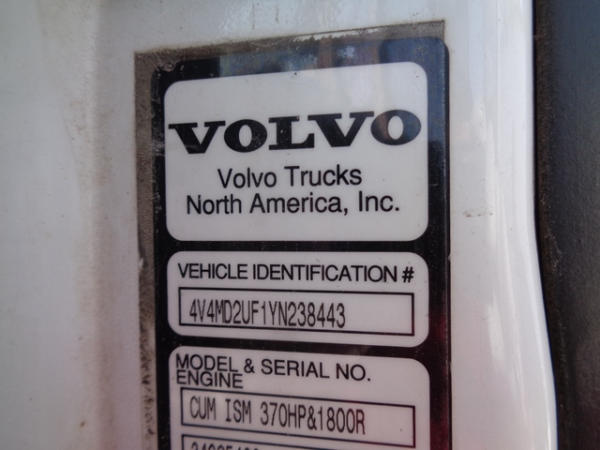 VOLVO
Volvo Trucks
North America, Inc.
VEHICLE IDENTIFICATION #
4V4MD2UF1YN238443
MODEL & SERIAL NO.
ENGINE
CUM ISM 370HP&1800R